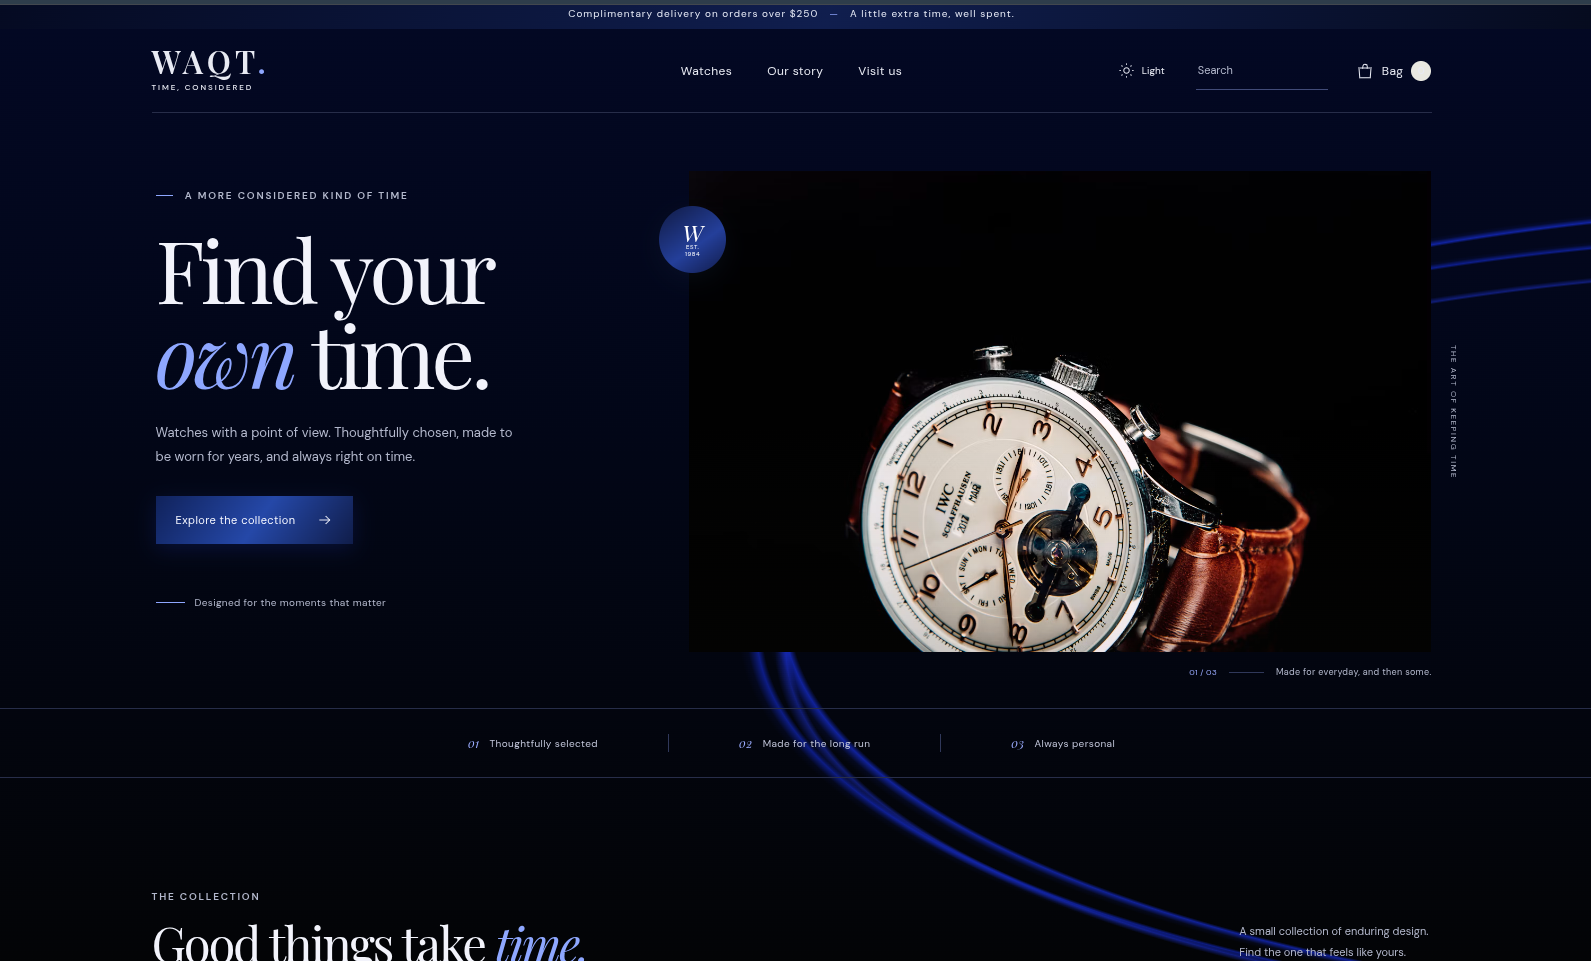 Complimentary delivery on orders over $250 — A little extra time, well spent.
WAQT.
TIME, CONSIDERED
Watches
Our story
Visit us
Light
Search
Bag
A MORE CONSIDERED KIND OF TIME
Find your
own time.
Watches with a point of view. Thoughtfully chosen, made to
be worn for years, and always right on time.
Explore the collection →
Designed for the moments that matter
W
EST.
1984
IWC
SCHAFFHAUSEN
THE ART OF KEEPING TIME
01 / 03
Made for everyday, and then some.
01 Thoughtfully selected
02 Made for the long run
03 Always personal
THE COLLECTION
Good things take time.
A small collection of enduring design.
Find the one that feels like yours.